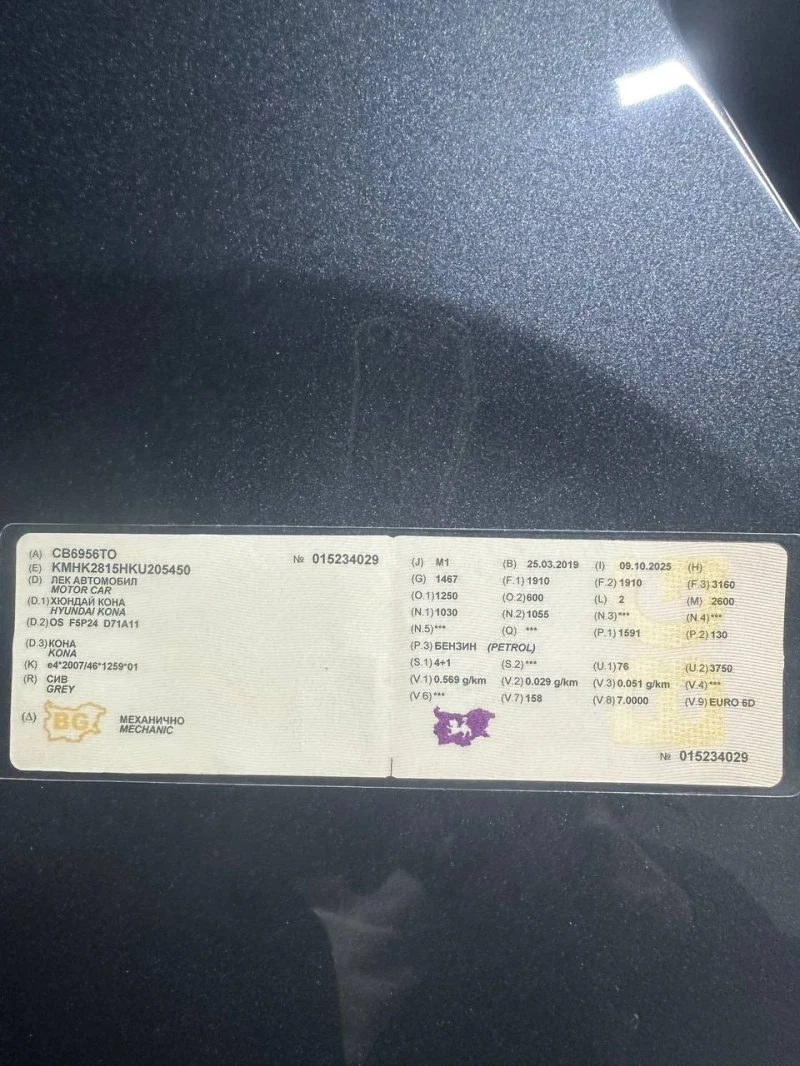 (A) СВ6956ТО
№ 015234029
(E) KMHK2815HKU205450
(D) ЛЕК АВТОМОБИЛ
MOTOR CAR
(D.1) ХЮНДАЙ КОНА
HYUNDAI KONA
(D.2) OS F5P24 D71A11
(D.3) КОНА
KONA
(K) e4*2007/46*1259*01
(R) СИВ
GREY
(Δ) BG МЕХАНИЧНО
MECHANIC
(J) M1 (B) 25.03.2019 (I) 09.10.2025 (H)
(G) 1467 (F.1) 1910 (F.2) 1910 (F.3) 3160
(O.1) 1250 (O.2) 600 (L) 2 (M) 2600
(N.1) 1030 (N.2) 1055 (N.3) *** (N.4) ***
(N.5) *** (Q) *** (P.1) 1591 (P.2) 130
(P.3) БЕНЗИН (PETROL)
(S.1) 4+1 (S.2) *** (U.1) 76 (U.2) 3750
(V.1) 0.569 g/km (V.2) 0.029 g/km (V.3) 0.051 g/km (V.4) ***
(V.6) *** (V.7) 158 (V.8) 7.0000 (V.9) EURO 6D
№ 015234029